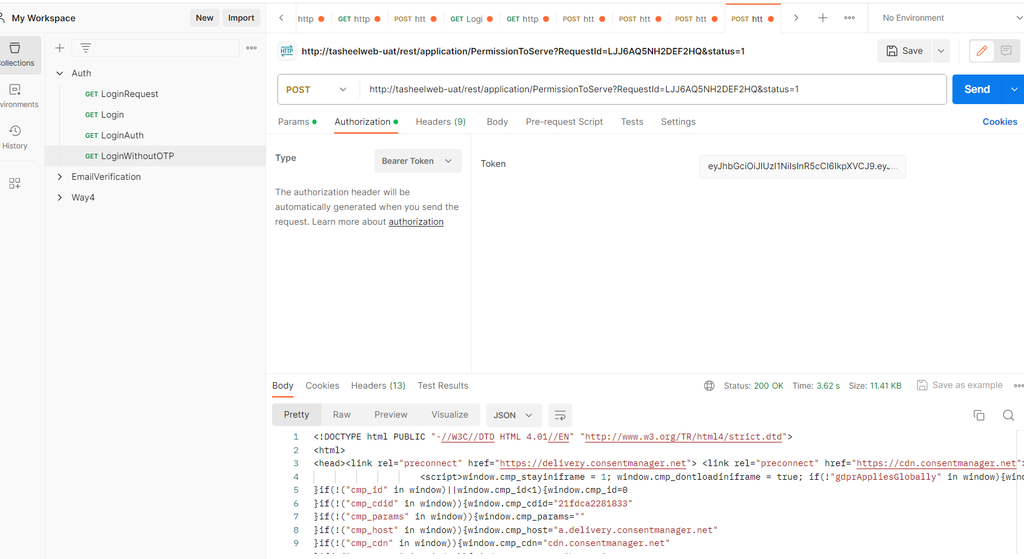 My Workspace New Import
http GET http POST htt GET Logi GET http POST htt POST htt POST htt POST htt No Environment
ollections
vironments
History
Auth
GET LoginRequest
GET Login
GET LoginAuth
GET LoginWithoutOTP
EmailVerification
Way4
HTTP http://tasheelweb-uat/rest/application/PermissionToServe?RequestId=LJJ6AQ5NH2DEF2HQ&status=1 Save
POST http://tasheelweb-uat/rest/application/PermissionToServe?RequestId=LJJ6AQ5NH2DEF2HQ&status=1 Send
Params Authorization Headers (9) Body Pre-request Script Tests Settings Cookies
Type Bearer Token
The authorization header will be
automatically generated when you send the
request. Learn more about authorization
Token eyJhbGciOiJIUzI1NiIsInR5cCI6IkpXVCJ9.eyJ...
Body Cookies Headers (13) Test Results Status: 200 OK Time: 3.62 s Size: 11.41 KB Save as example
Pretty Raw Preview Visualize JSON
1 <!DOCTYPE html PUBLIC "-//W3C//DTD HTML 4.01//EN" "http://www.w3.org/TR/html4/strict.dtd">
2 <html>
3 <head><link rel="preconnect" href="https://delivery.consentmanager.net"> <link rel="preconnect" href="https://cdn.consentmanager.net">
4 <script>window.cmp_stayiniframe = 1; window.cmp_dontloadiniframe = true; if(!"gdprAppliesGlobally" in window){win
5 }if(!("cmp_id" in window)||window.cmp_id<1){window.cmp_id=0
6 }if(!("cmp_cdid" in window)){window.cmp_cdid="21fdca2281833"
7 }if(!("cmp_params" in window)){window.cmp_params=""
8 }if(!("cmp_host" in window)){window.cmp_host="a.delivery.consentmanager.net"
9 }if(!("cmp_cdn" in window)){window.cmp_cdn="cdn.consentmanager.net"